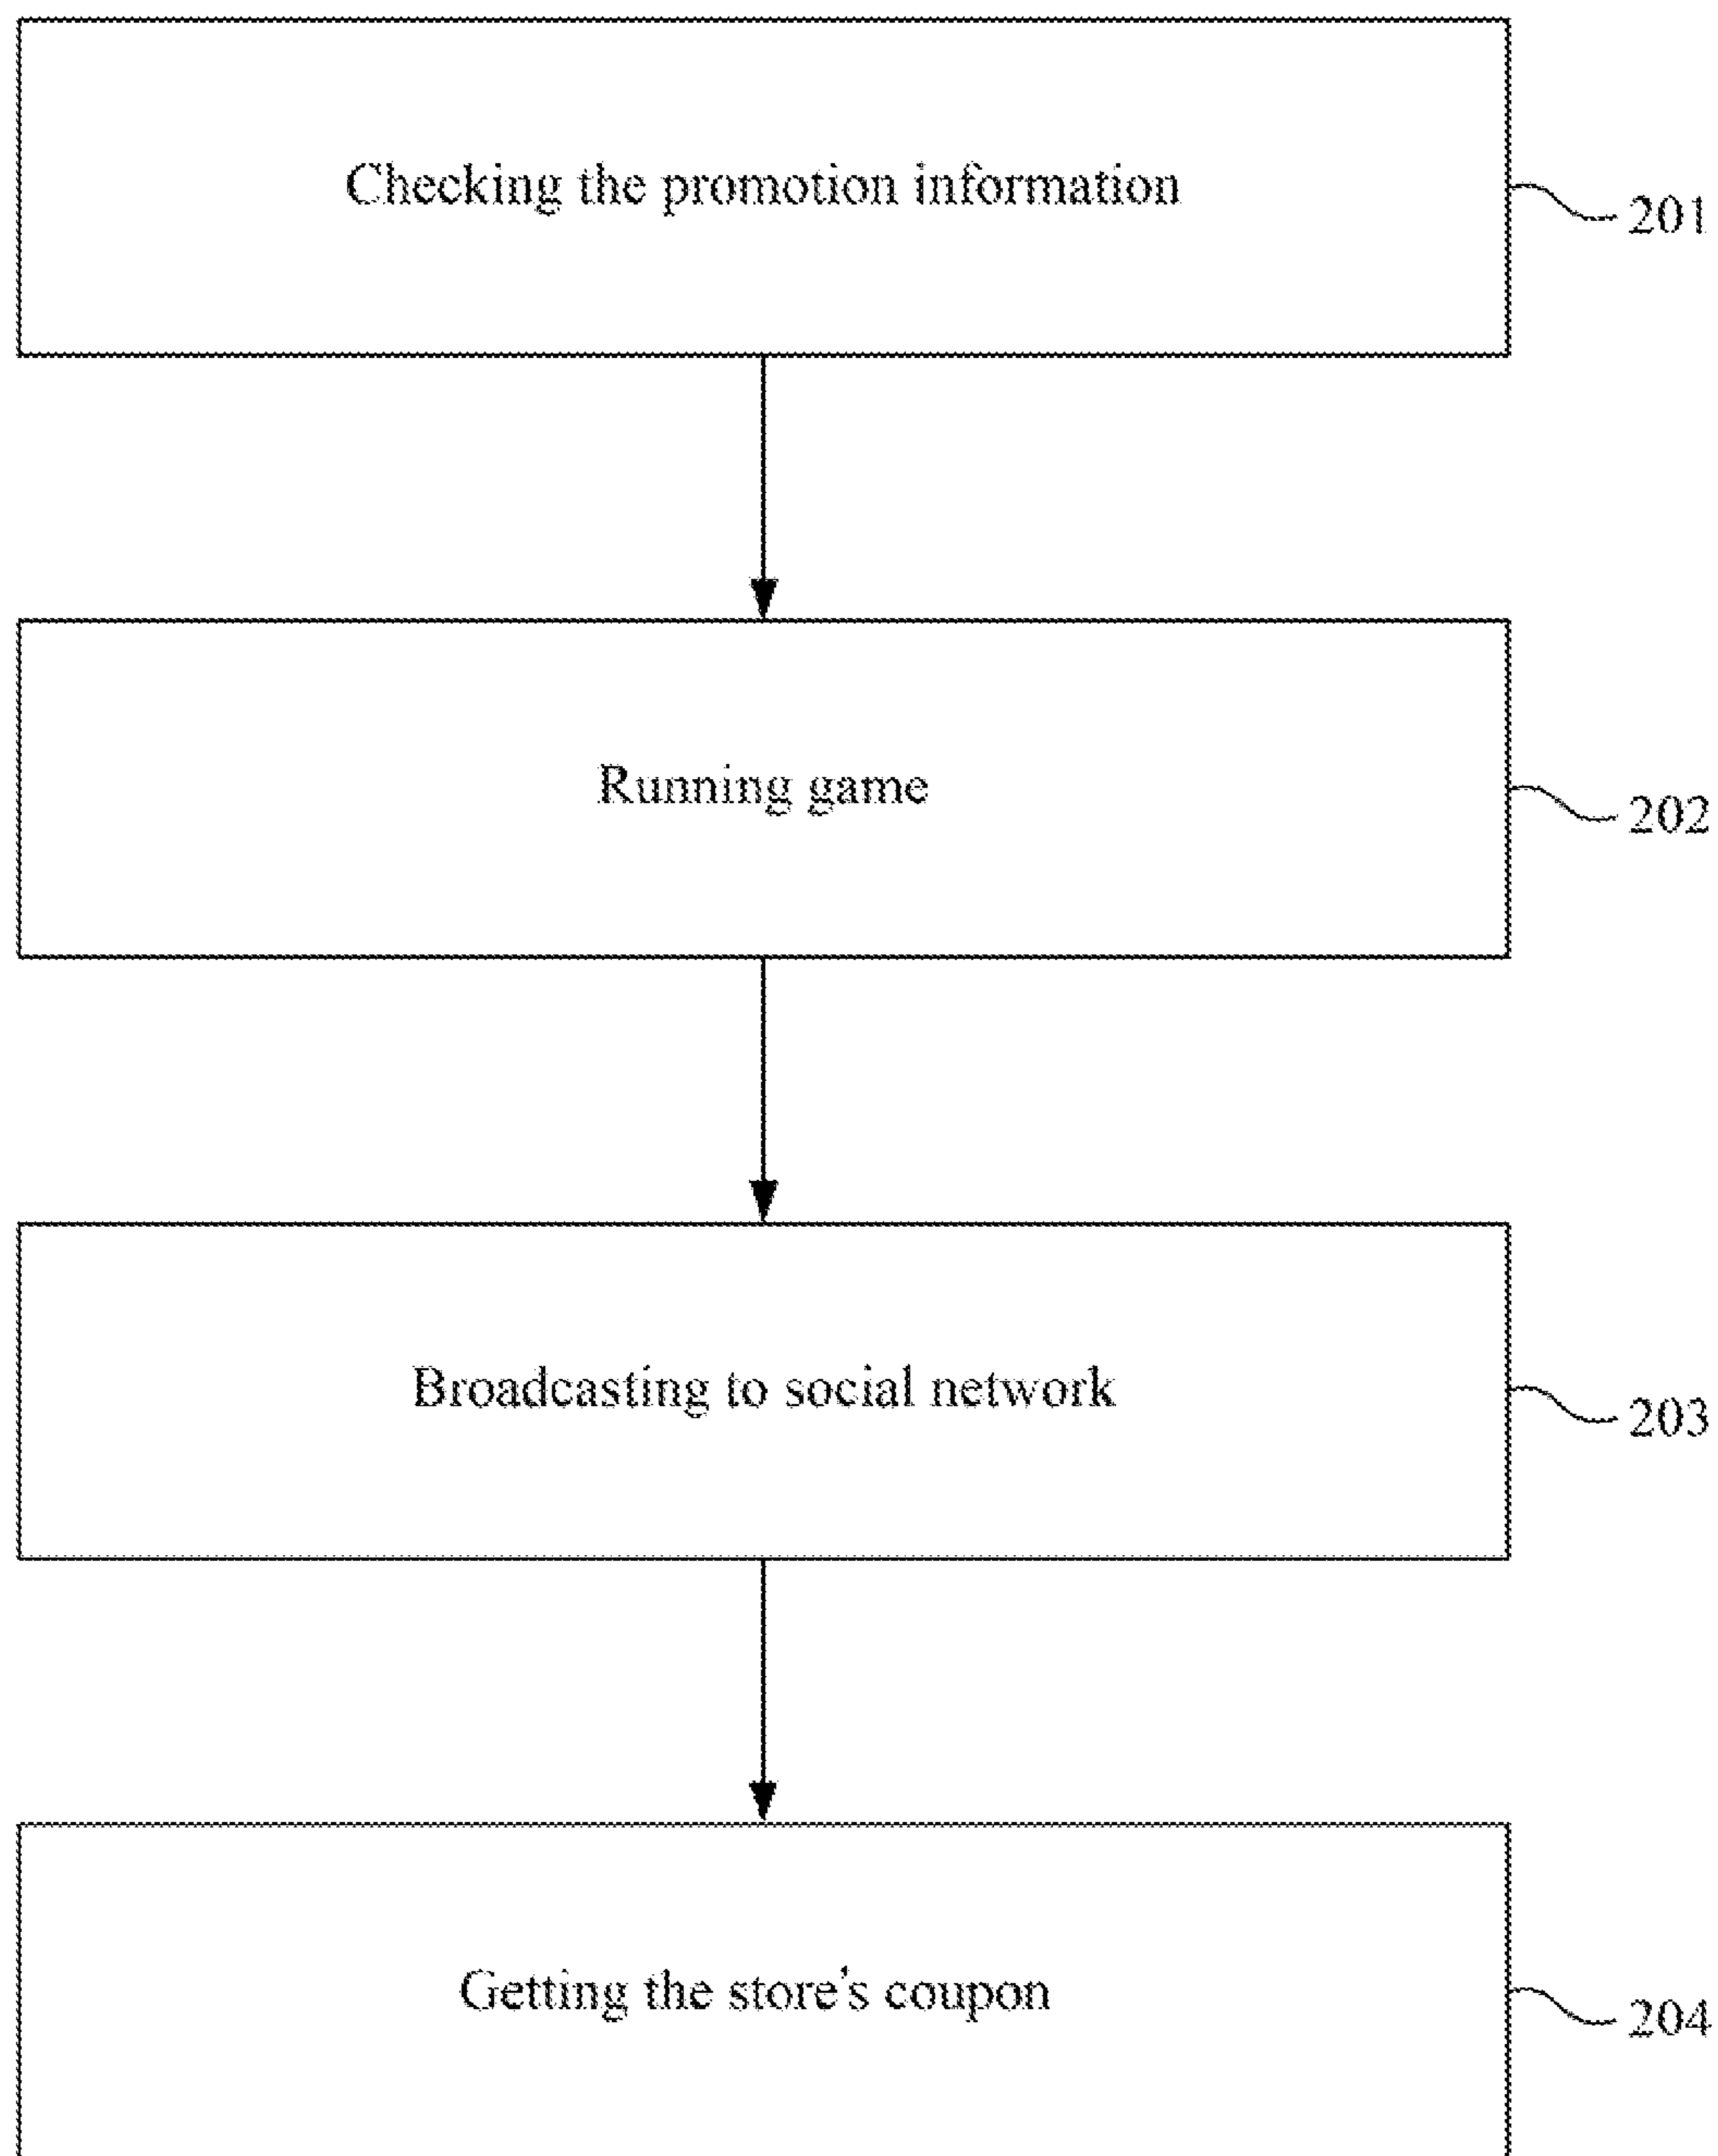 Checking the promotion information
201
Running game
202
Broadcasting to social network
203
Getting the store's coupon
204